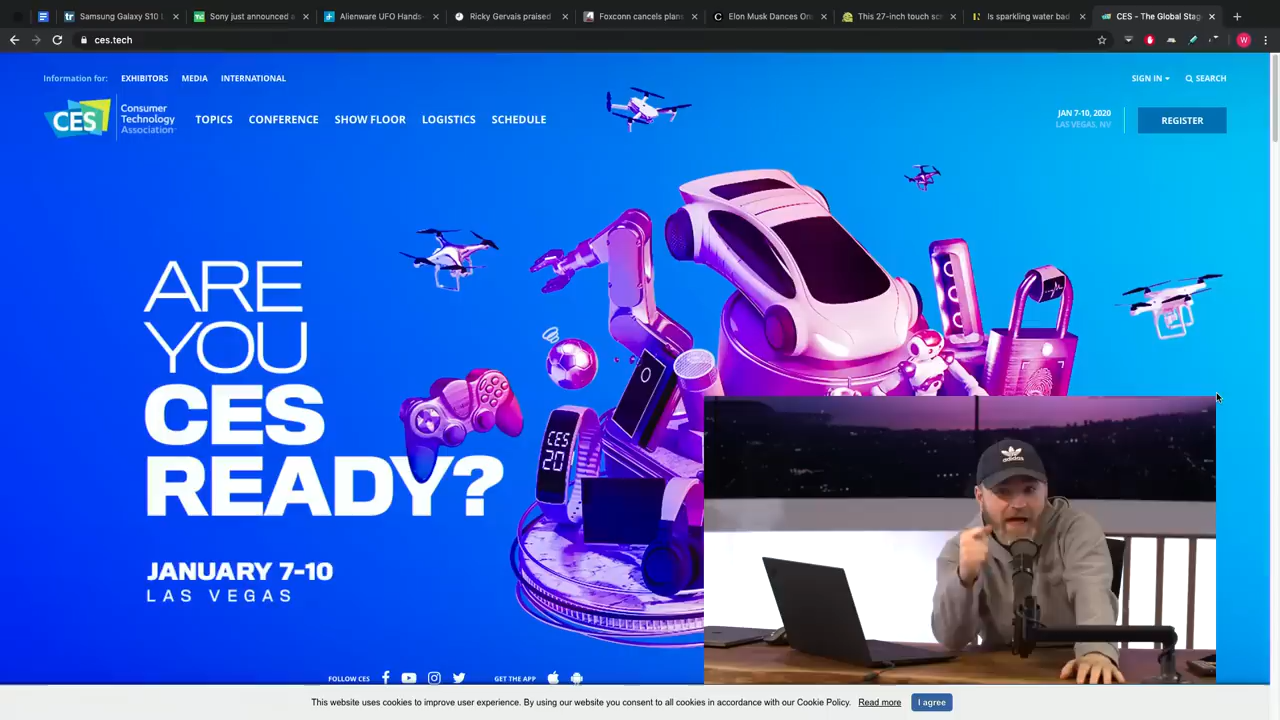 Samsung Galaxy S10 L
Sony just announced a
Alienware UFO Hands-
Ricky Gervais praised
Foxconn cancels plans
Elon Musk Dances On
This 27-inch touch sc
Is sparkling water bad
CES - The Global Stag
ces.tech
W
Information for: EXHIBITORS MEDIA INTERNATIONAL
SIGN IN SEARCH
CES Consumer
Technology
Association
TOPICS CONFERENCE SHOW FLOOR LOGISTICS SCHEDULE
JAN 7-10, 2020
LAS VEGAS, NV
REGISTER
ARE
YOU
CES
READY?
CES
20
adidas
JANUARY 7-10
LAS VEGAS
FOLLOW CES GET THE APP
This website uses cookies to improve user experience. By using our website you consent to all cookies in accordance with our Cookie Policy. Read more I agree